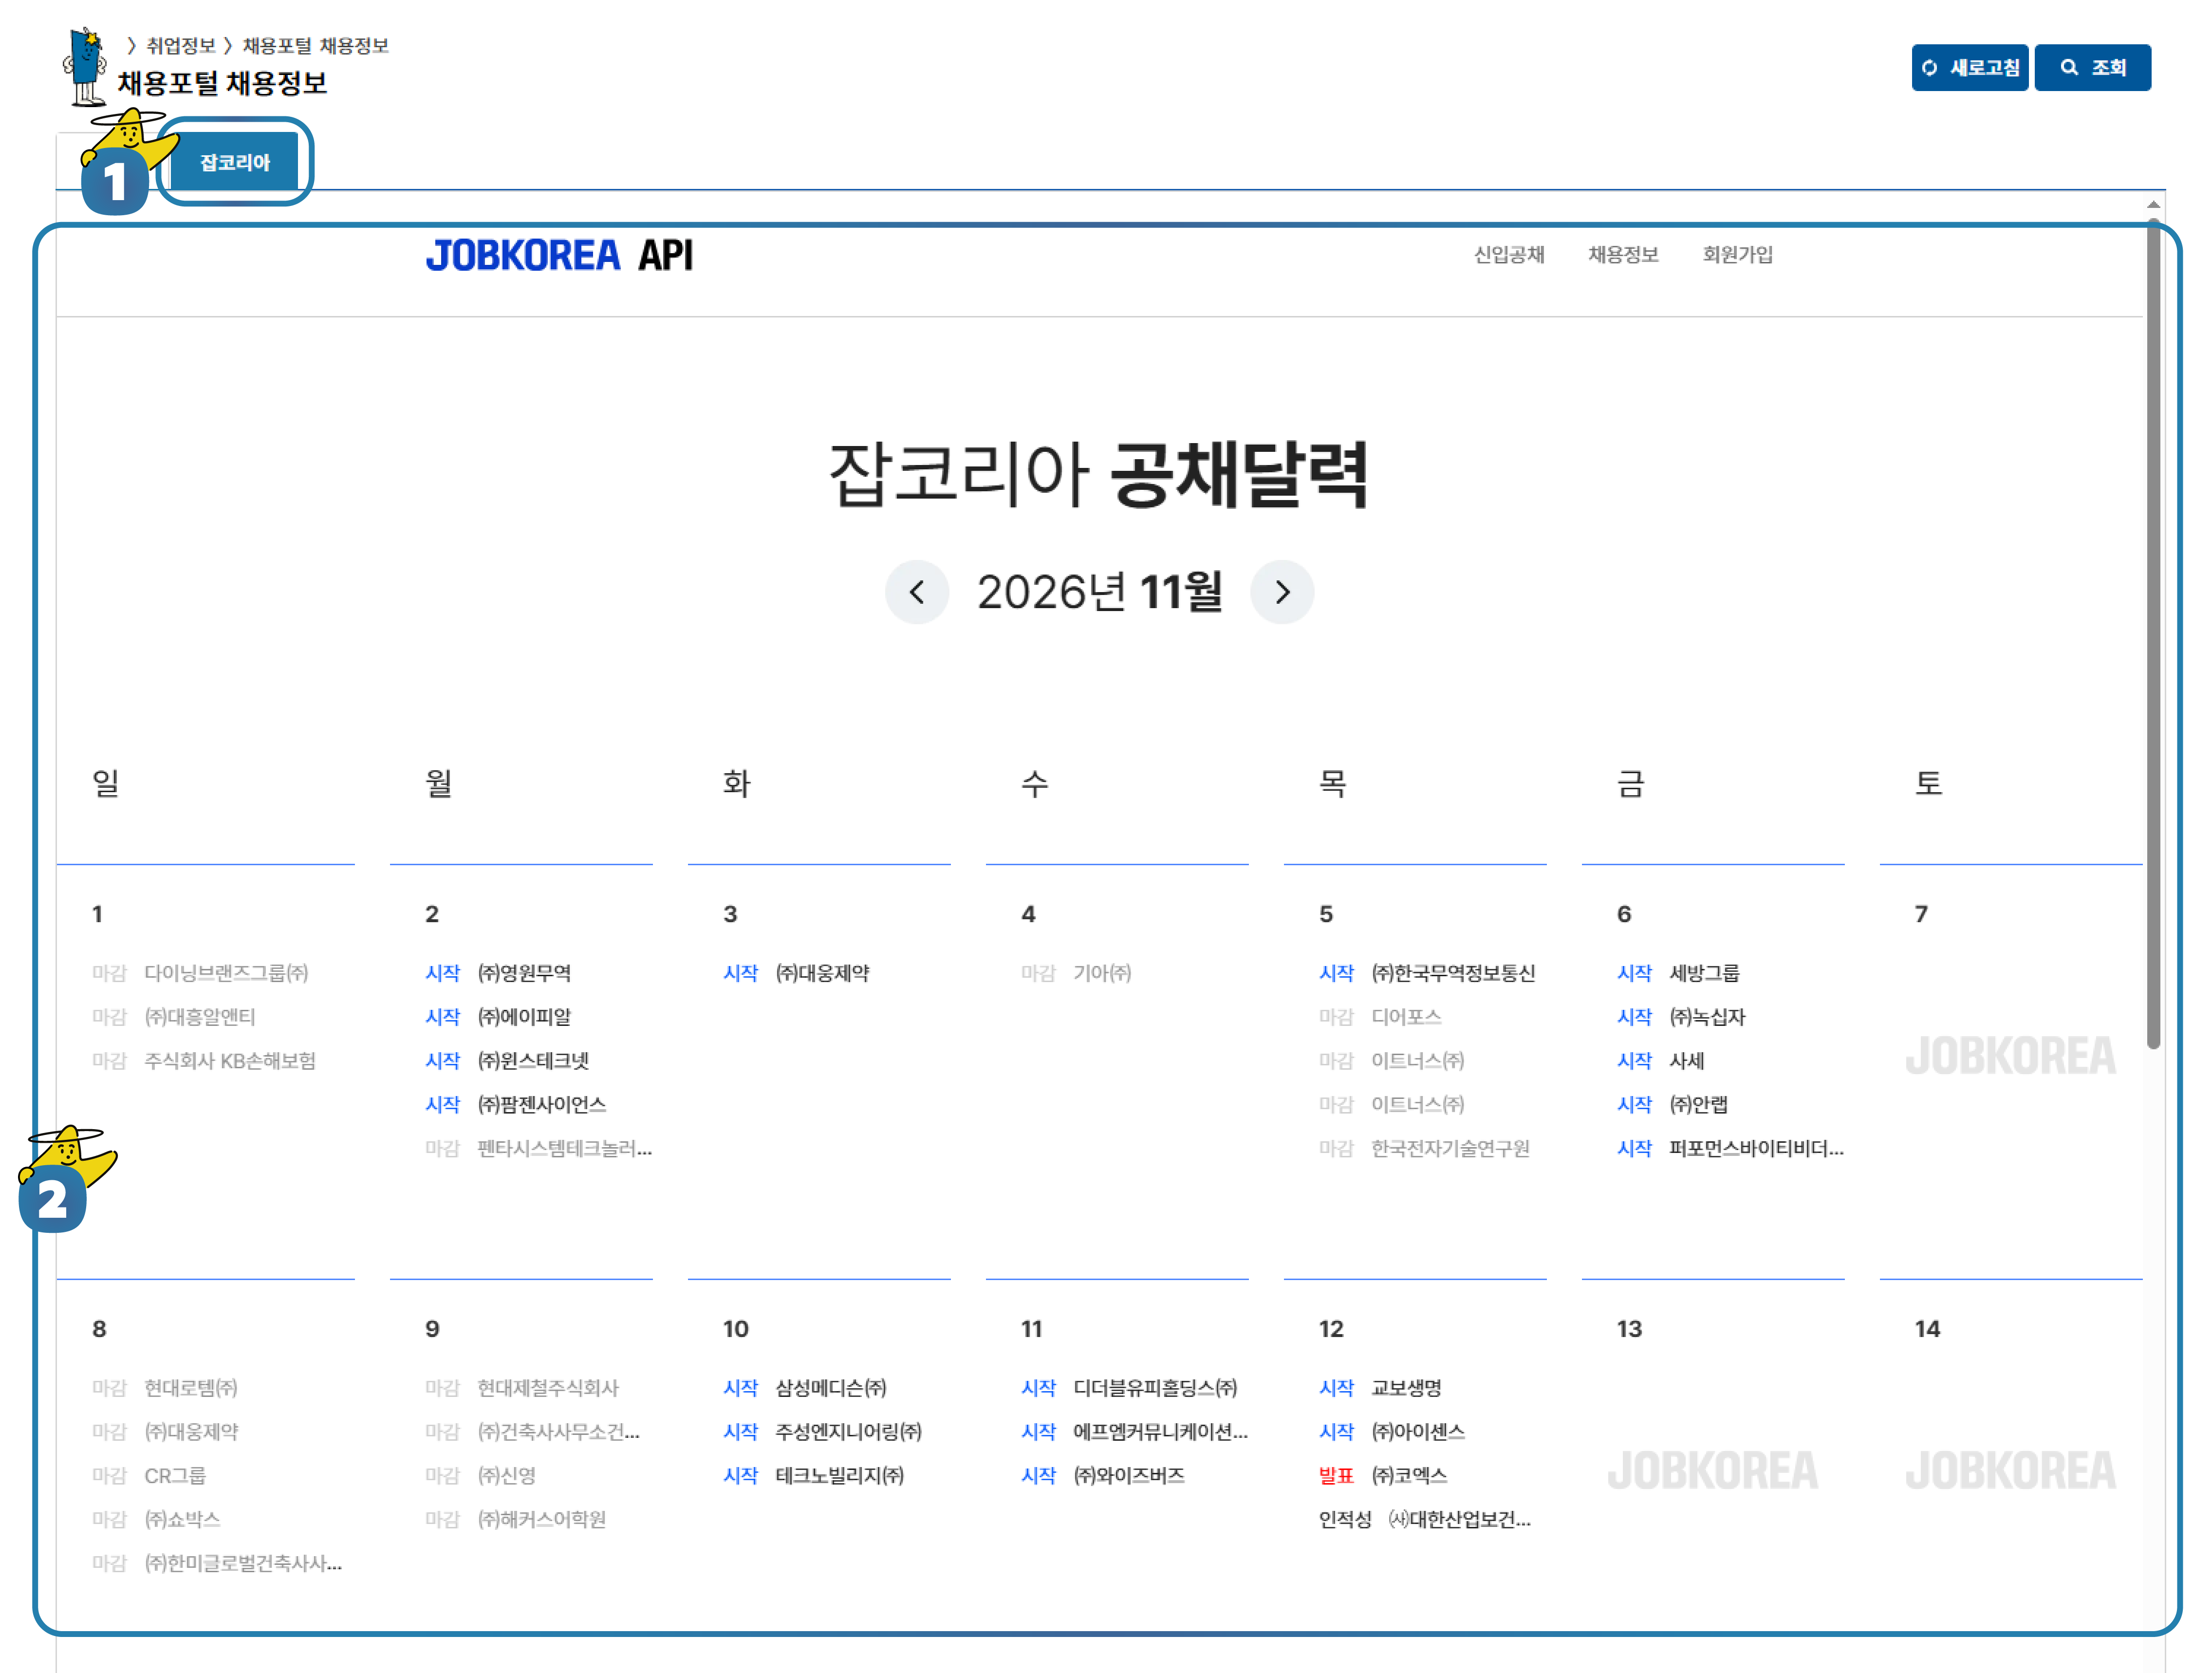 〉취업정보 〉채용포털 채용정보
채용포털 채용정보
새로고침
조회
1
잡코리아
JOBKOREA API
신입공채
채용정보
회원가입
잡코리아 공채달력
2026년 11월
일 월 화 수 목 금 토
1
마감 다이닝브랜즈그룹㈜
마감 ㈜대흥알앤티
마감 주식회사 KB손해보험
2
시작 ㈜영원무역
시작 ㈜에이피알
시작 ㈜윈스테크넷
시작 ㈜팜젠사이언스
마감 펜타시스템테크놀러...
3
시작 ㈜대웅제약
4
마감 기아㈜
5
시작 ㈜한국무역정보통신
마감 디어포스
마감 이트너스㈜
마감 이트너스㈜
마감 한국전자기술연구원
6
시작 세방그룹
시작 ㈜녹십자
시작 사세
시작 ㈜안랩
시작 퍼포먼스바이티비더...
7
JOBKOREA
2
8
마감 현대로템㈜
마감 ㈜대웅제약
마감 CR그룹
마감 ㈜쇼박스
마감 ㈜한미글로벌건축사사...
9
마감 현대제철주식회사
마감 ㈜건축사사무소건...
마감 ㈜신영
마감 ㈜해커스어학원
10
시작 삼성메디슨㈜
시작 주성엔지니어링㈜
시작 테크노빌리지㈜
11
시작 디더블유피홀딩스㈜
시작 에프엠커뮤니케이션...
시작 ㈜와이즈버즈
12
시작 교보생명
시작 ㈜아이센스
발표 ㈜코엑스
인적성 ㈔대한산업보건...
13
JOBKOREA
14
JOBKOREA